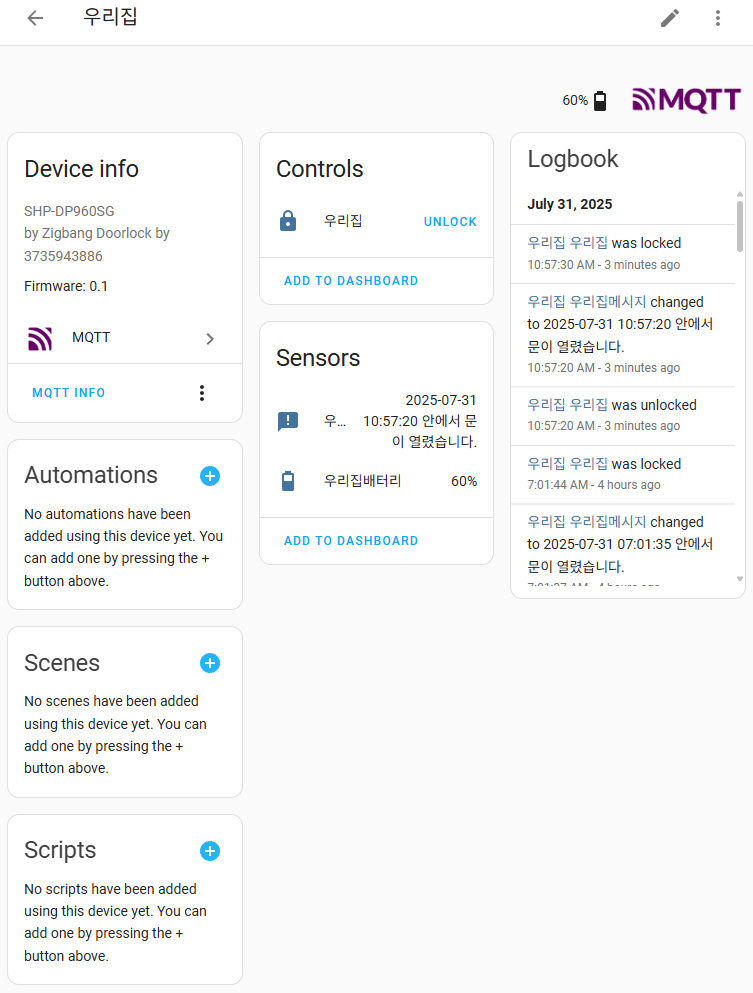 우리집
60%
MQTT
Device info
SHP-DP960SG
by Zigbang Doorlock by
3735943886
Firmware: 0.1
MQTT
MQTT INFO
Automations
No automations have been
added using this device yet. You
can add one by pressing the +
button above.
Scenes
No scenes have been added
using this device yet. You can
add one by pressing the +
button above.
Scripts
No scripts have been added
using this device yet. You can
add one by pressing the +
button above.
Controls
우리집
UNLOCK
ADD TO DASHBOARD
Sensors
우...
2025-07-31
10:57:20 안에서 문
이 열렸습니다.
우리집배터리
60%
ADD TO DASHBOARD
Logbook
July 31, 2025
우리집 우리집 was locked
10:57:30 AM - 3 minutes ago
우리집 우리집메시지 changed
to 2025-07-31 10:57:20 안에서
문이 열렸습니다.
10:57:20 AM - 3 minutes ago
우리집 우리집 was unlocked
10:57:20 AM - 3 minutes ago
우리집 우리집 was locked
7:01:44 AM - 4 hours ago
우리집 우리집메시지 changed
to 2025-07-31 07:01:35 안에서
문이 열렸습니다.